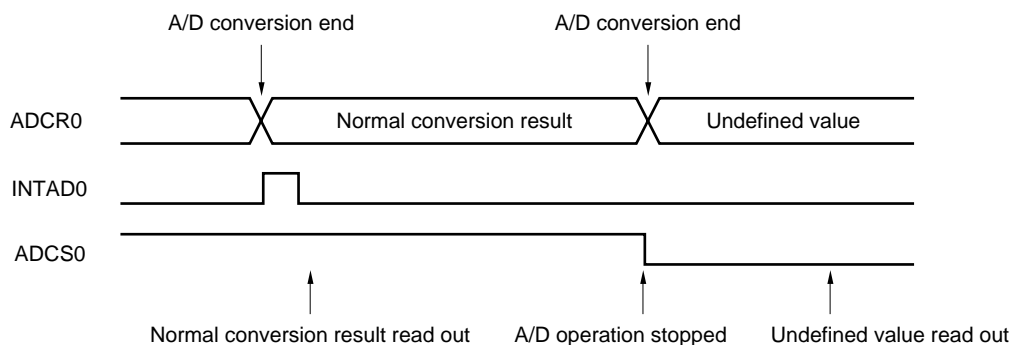 A/D conversion end
A/D conversion end
ADCR0
Normal conversion result
Undefined value
INTAD0
ADCS0
Normal conversion result read out
A/D operation stopped
Undefined value read out